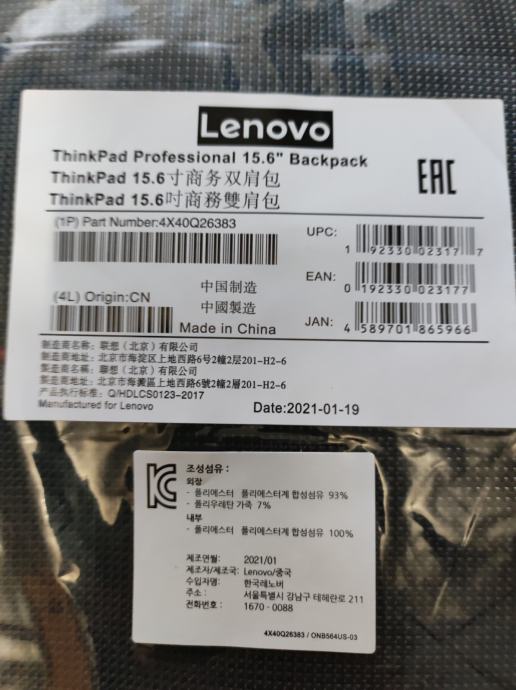 Lenovo
ThinkPad Professional 15.6" Backpack
ThinkPad 15.6寸商务双肩包
ThinkPad 15.6吋商務雙肩包
EAC
(1P) Part Number:4X40Q26383
UPC:
1 92330 02317 7
EAN:
0 192330 023177
中国制造
中國製造
(4L) Origin:CN
Made in China
JAN:
4 589701 865966
制造商名称: 联想（北京）有限公司
制造商地址: 北京市海淀区上地西路6号2幢2层201-H2-6
製造商名稱: 聯想（北京）有限公司
製造商地址: 北京市海澱區上地西路6號2幢2層201-H2-6
产品执行标准: Q/HDLCS0123-2017
Manufactured for Lenovo
Date:2021-01-19
조성섬유 :
외장
- 폴리에스터 폴리에스터계 합성섬유 93%
- 폴리우레탄 가죽 7%
내부
- 폴리에스터 폴리에스터계 합성섬유 100%
제조연월: 2021/01
제조자/제조국: Lenovo/중국
수입자명: 한국레노버
주소 : 서울특별시 강남구 테헤란로 211
전화번호 : 1670 - 0088
4X40Q26383 / ONB564US-03